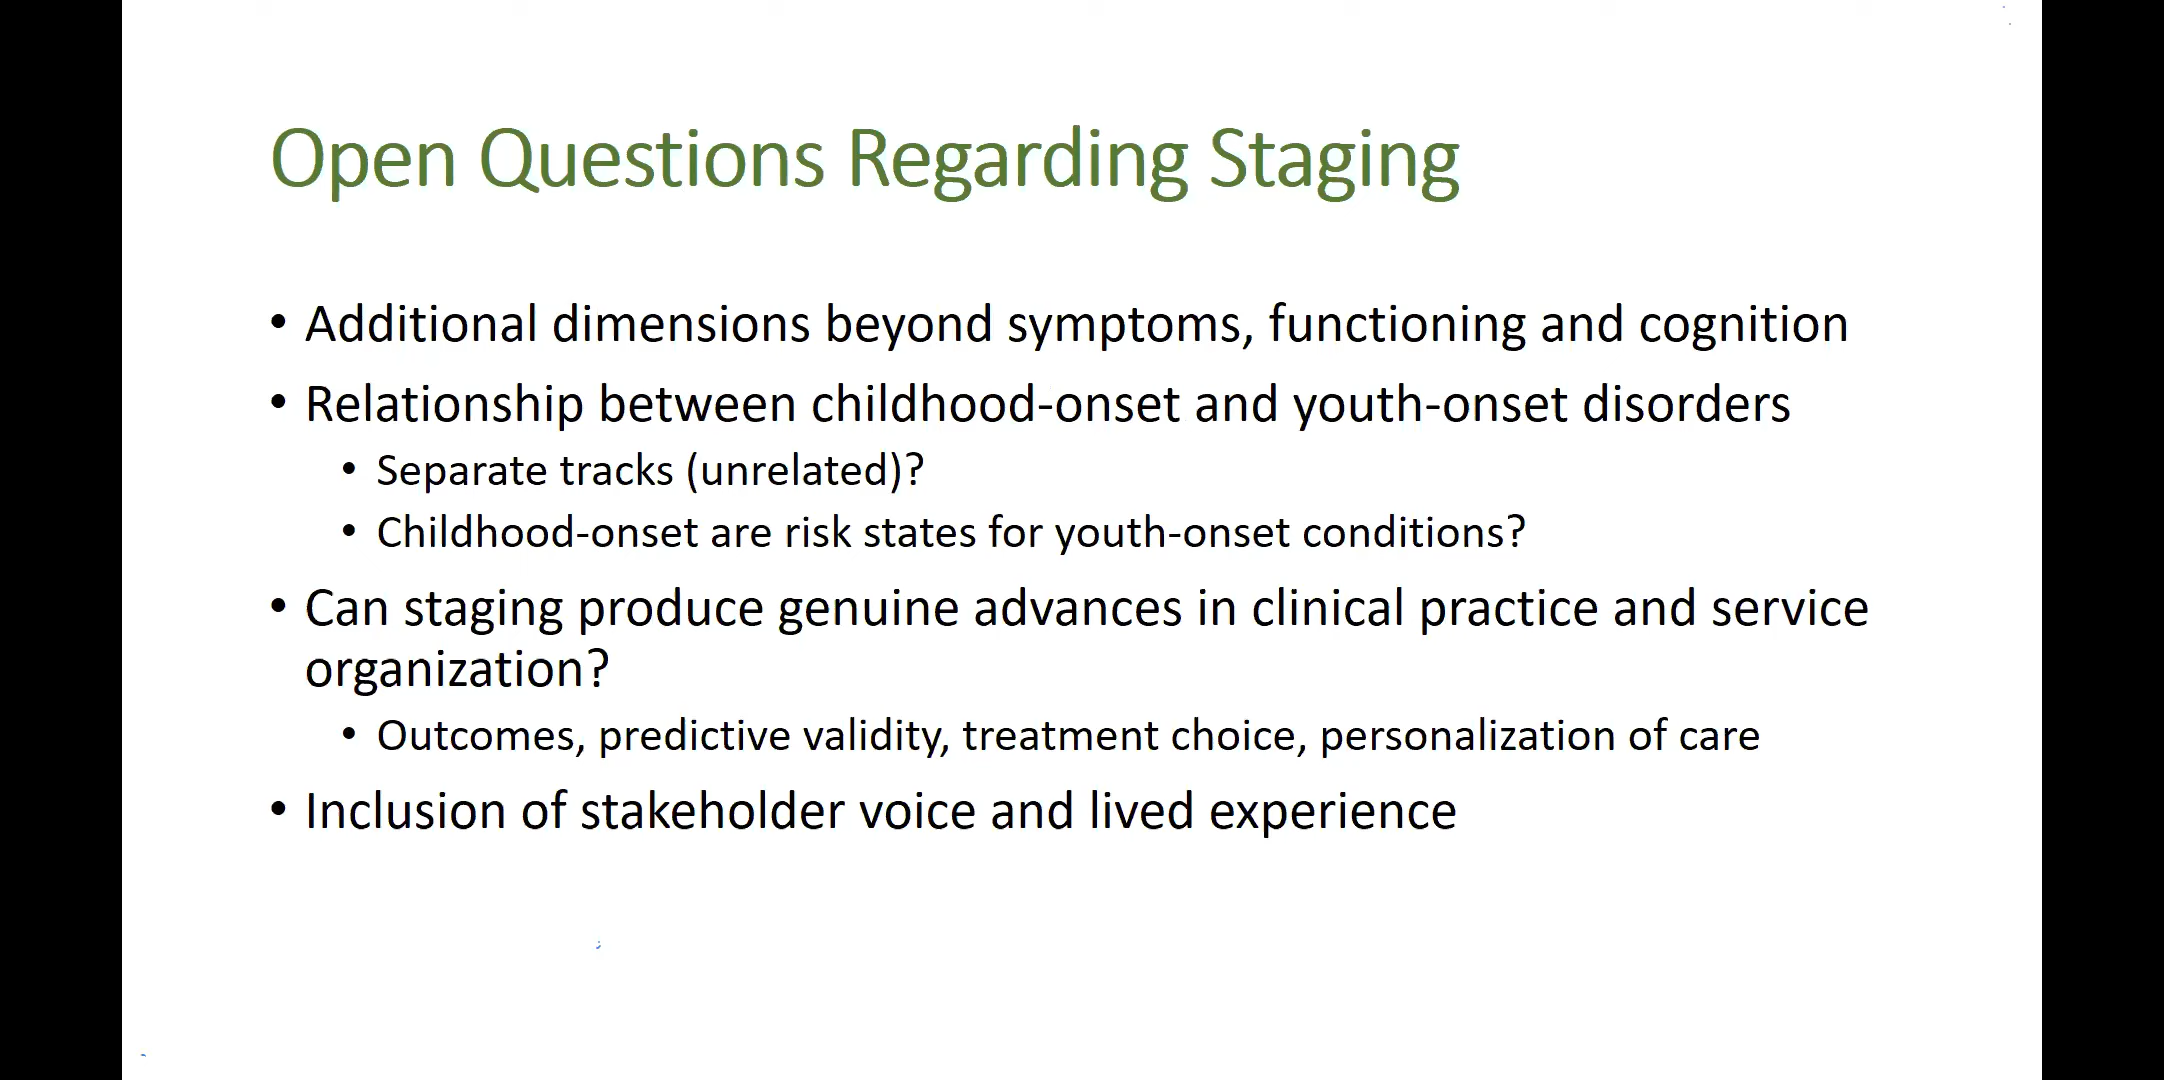 Open Questions Regarding Staging
• Additional dimensions beyond symptoms, functioning and cognition
• Relationship between childhood-onset and youth-onset disorders
• Separate tracks (unrelated)?
• Childhood-onset are risk states for youth-onset conditions?
• Can staging produce genuine advances in clinical practice and service
organization?
• Outcomes, predictive validity, treatment choice, personalization of care
• Inclusion of stakeholder voice and lived experience